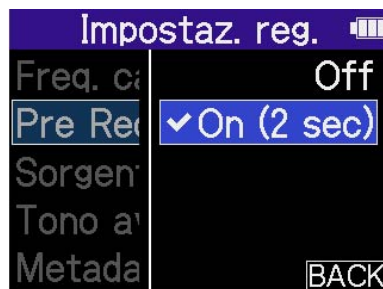 Impostaz. reg.
Freq. ca
Off
Pre Rec
✓On (2 sec)
Sorgen
Tono a
Metada
BACK